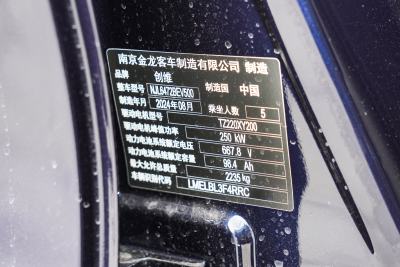 南京金龙客车制造有限公司 制造
品牌 创维
整车型号 NJL6472BEV500 制造国 中国
制造年月 2024年08月 乘坐人数 5
驱动电机型号 TZ220XY200
驱动电机峰值功率 250 kW
动力电池系统额定电压 667.8 V
动力电池系统额定容量 98.4 Ah
最大允许总质量 2235 kg
车辆识别代码 LMELBL3F4RRC